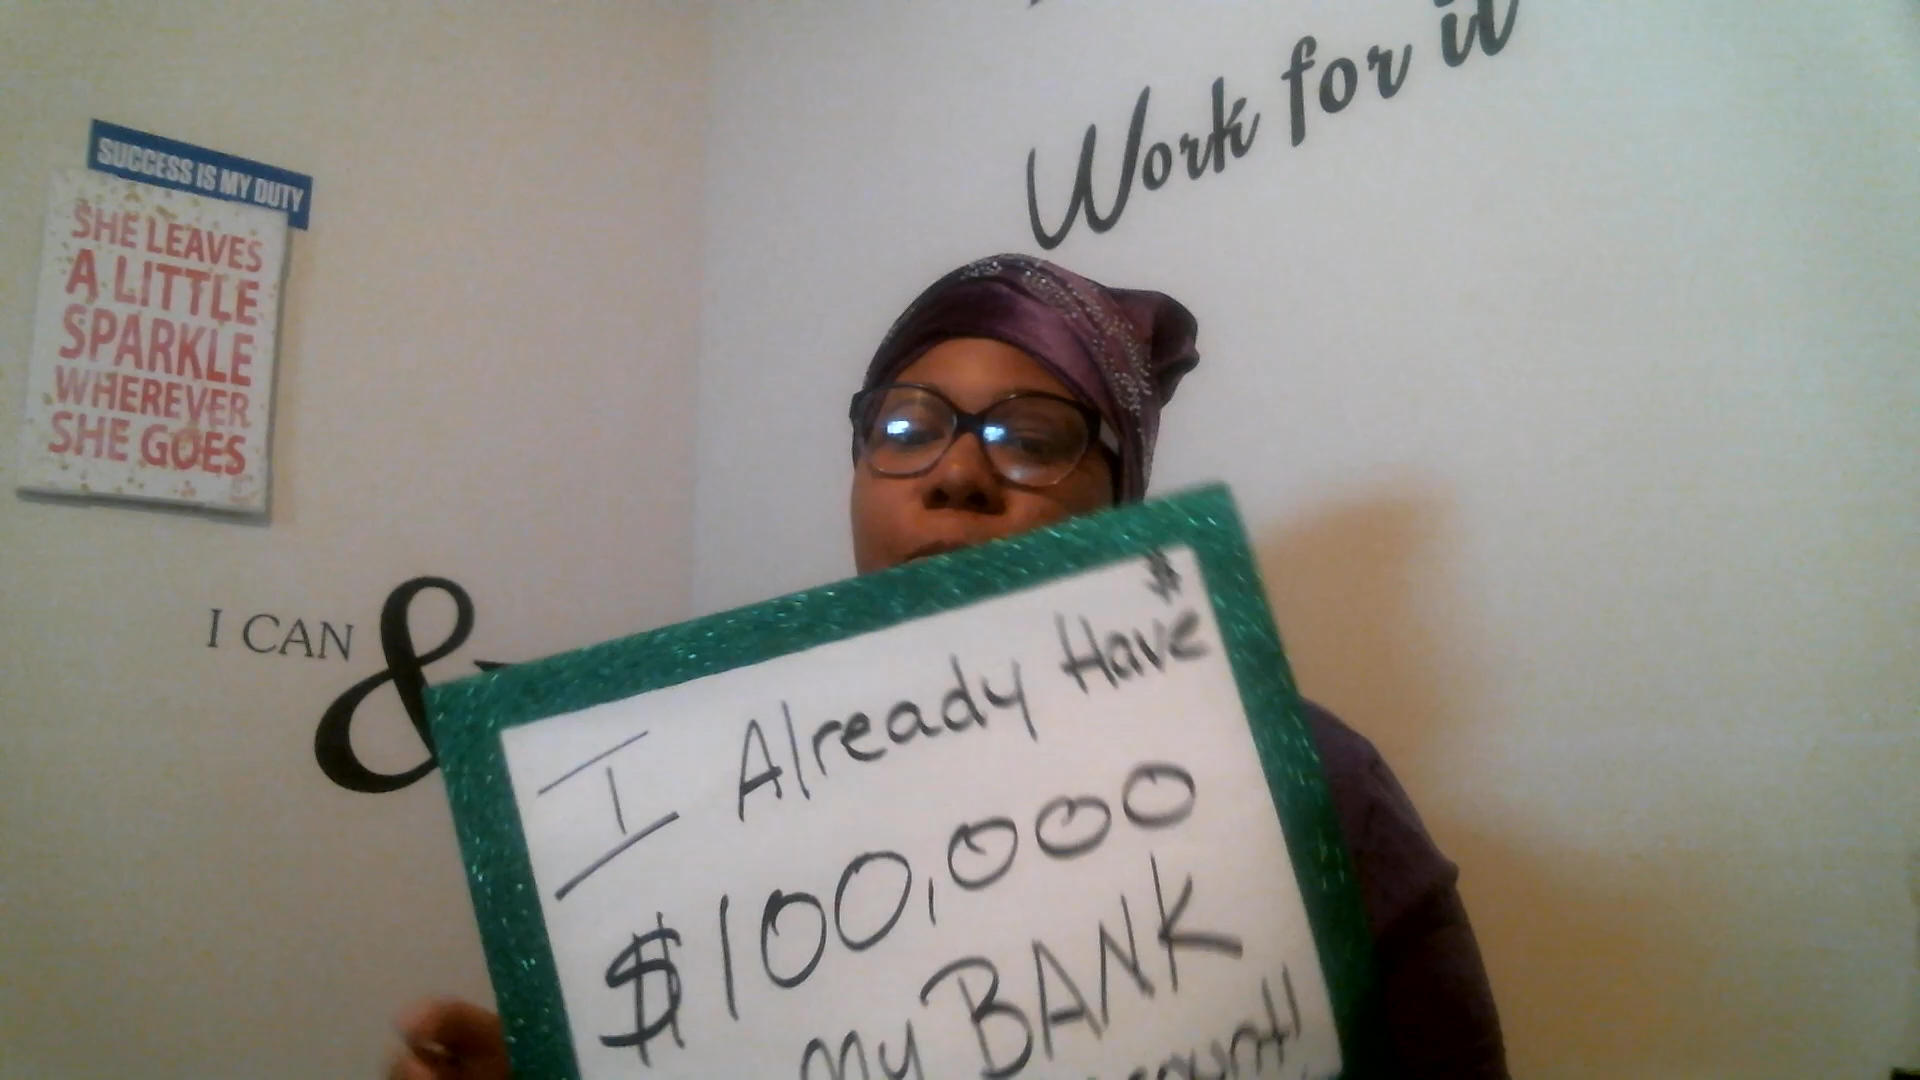 Work for it
SUCCESS IS MY DUTY
SHE LEAVES
A LITTLE
SPARKLE
WHEREVER
SHE GOES
I CAN
&
$
I Already Have
$100,000
my BANK